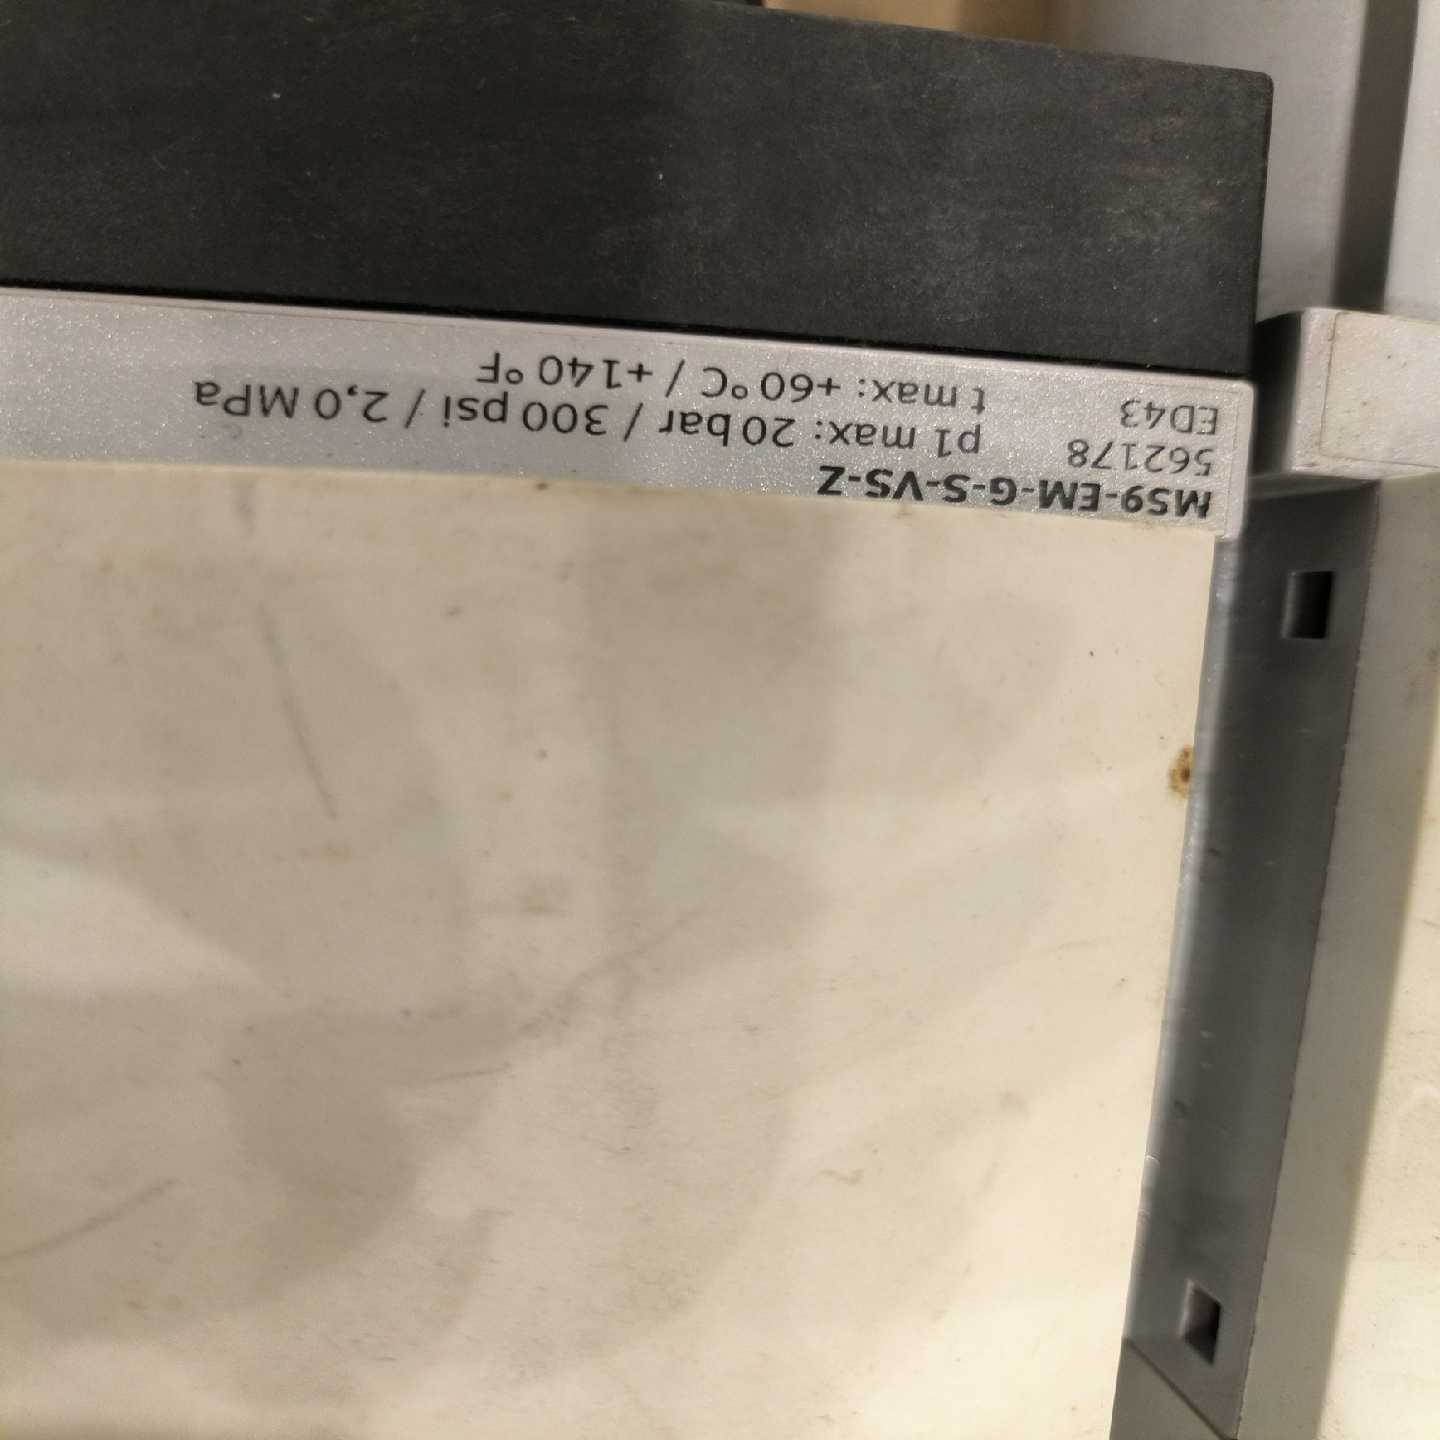 MS9-EM-G-S-VS-Z
562178 p1 max: 20 bar / 300 psi / 2,0 MPa
ED43 t max: +60 °C / +140 °F